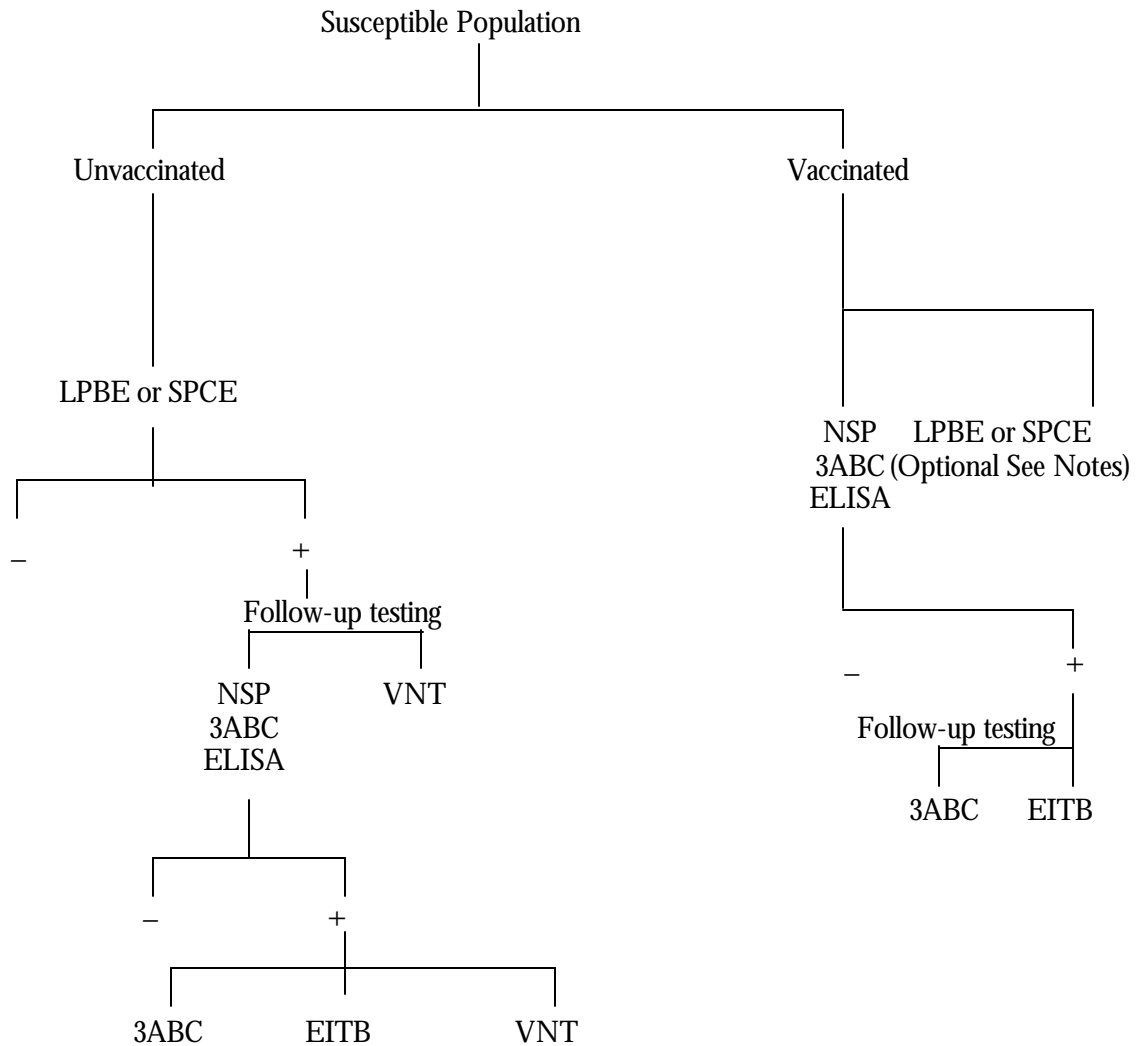 Susceptible Population
Unvaccinated
Vaccinated
LPBE or SPCE
NSP LPBE or SPCE
3ABC (Optional See Notes)
ELISA
– +
Follow-up testing
NSP VNT
3ABC
ELISA
– +
Follow-up testing
3ABC EITB
– +
3ABC EITB VNT